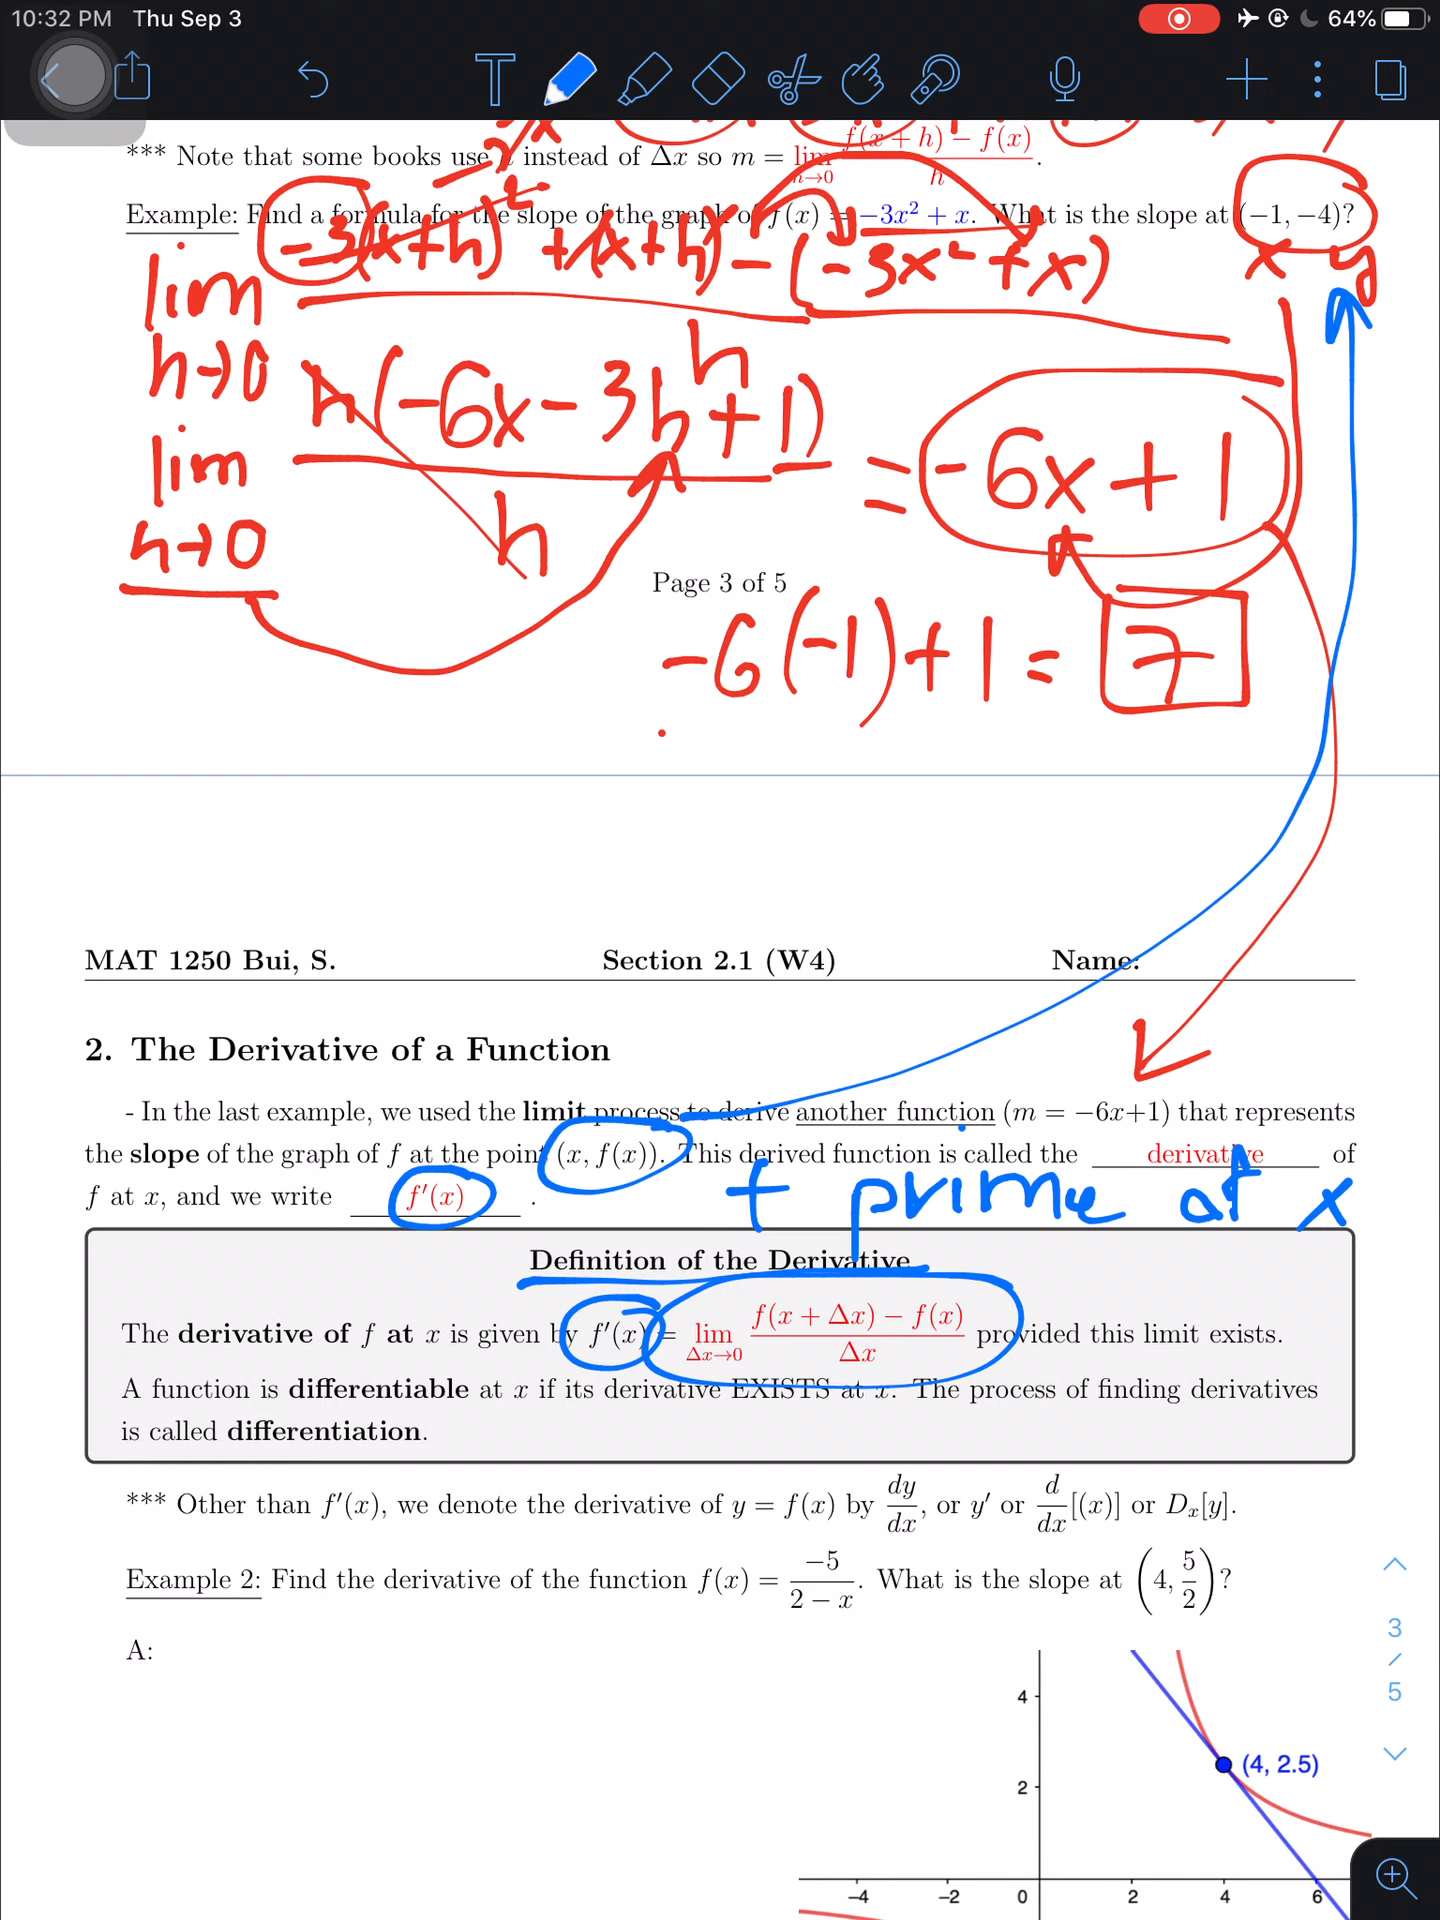 10:32 PM Thu Sep 3
64%
*** Note that some books use h instead of Δx so m = lim h→0 f(x + h) − f(x) / h .
Example: Find a formula for the slope of the graph of f(x) = −3x² + x. What is the slope at (−1, −4)?
lim h→0 −3(x+h)² + (x+h) − (−3x² + x) / h
x y
lim h→0 h(−6x − 3h + 1) / h = −6x + 1
Page 3 of 5
−6(−1) + 1 = 7
MAT 1250 Bui, S. Section 2.1 (W4) Name:
2. The Derivative of a Function
- In the last example, we used the limit process to derive another function (m = −6x+1) that represents
the slope of the graph of f at the point (x, f(x)). This derived function is called the derivative of
f at x, and we write f′(x) .
f prime at x
Definition of the Derivative
The derivative of f at x is given by f′(x) = lim Δx→0 f(x + Δx) − f(x) / Δx provided this limit exists.
A function is differentiable at x if its derivative EXISTS at x. The process of finding derivatives
is called differentiation.
*** Other than f′(x), we denote the derivative of y = f(x) by dy/dx, or y′ or d/dx[(x)] or Dₓ[y].
Example 2: Find the derivative of the function f(x) = −5 / 2 − x. What is the slope at (4, 5/2)?
A:
3 / 5
4
(4, 2.5)
2
−4 −2 0 2 4 6